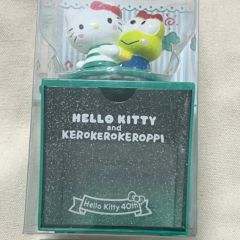 HELLO KITTY
and
KEROKEROKEROPPI
Hello Kitty 40th